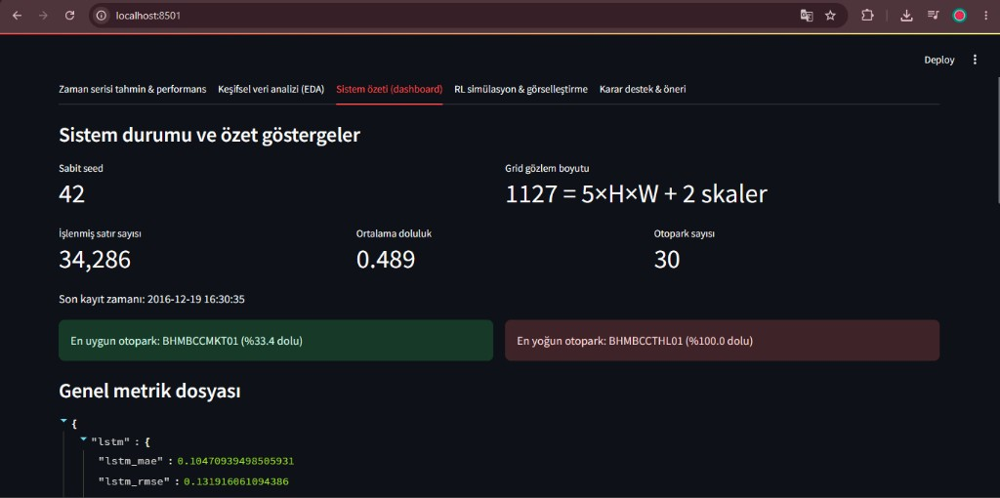 localhost:8501
Deploy
Zaman serisi tahmin & performans Keşifsel veri analizi (EDA) Sistem özeti (dashboard) RL simülasyon & görselleştirme Karar destek & öneri
Sistem durumu ve özet göstergeler
Sabit seed Grid gözlem boyutu
42 1127 = 5×H×W + 2 skaler
İşlenmiş satır sayısı Ortalama doluluk Otopark sayısı
34,286 0.489 30
Son kayıt zamanı: 2016-12-19 16:30:35
En uygun otopark: BHMBCCMKT01 (%33.4 dolu) En yoğun otopark: BHMBCCTHL01 (%100.0 dolu)
Genel metrik dosyası
{
"lstm" : {
"lstm_mae" : 0.10470939498505931
"lstm_rmse" : 0.131916061094386